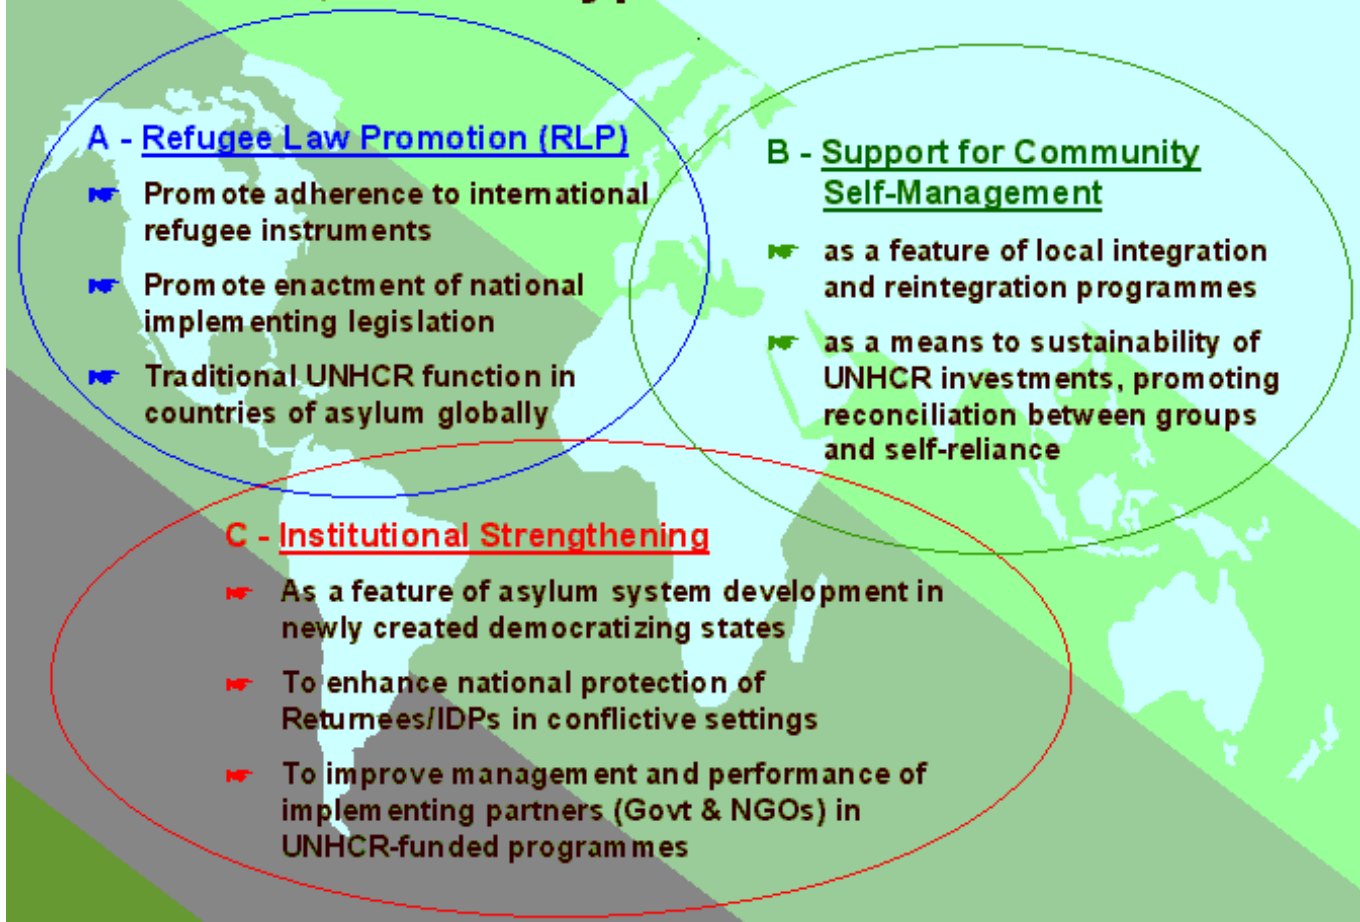 A - Refugee Law Promotion (RLP)
Promote adherence to international
refugee instruments
Promote enactment of national
implementing legislation
Traditional UNHCR function in
countries of asylum globally
B - Support for Community
Self-Management
as a feature of local integration
and reintegration programmes
as a means to sustainability of
UNHCR investments, promoting
reconciliation between groups
and self-reliance
C - Institutional Strengthening
As a feature of asylum system development in
newly created democratizing states
To enhance national protection of
Returnees/IDPs in conflictive settings
To improve management and performance of
implementing partners (Govt & NGOs) in
UNHCR-funded programmes